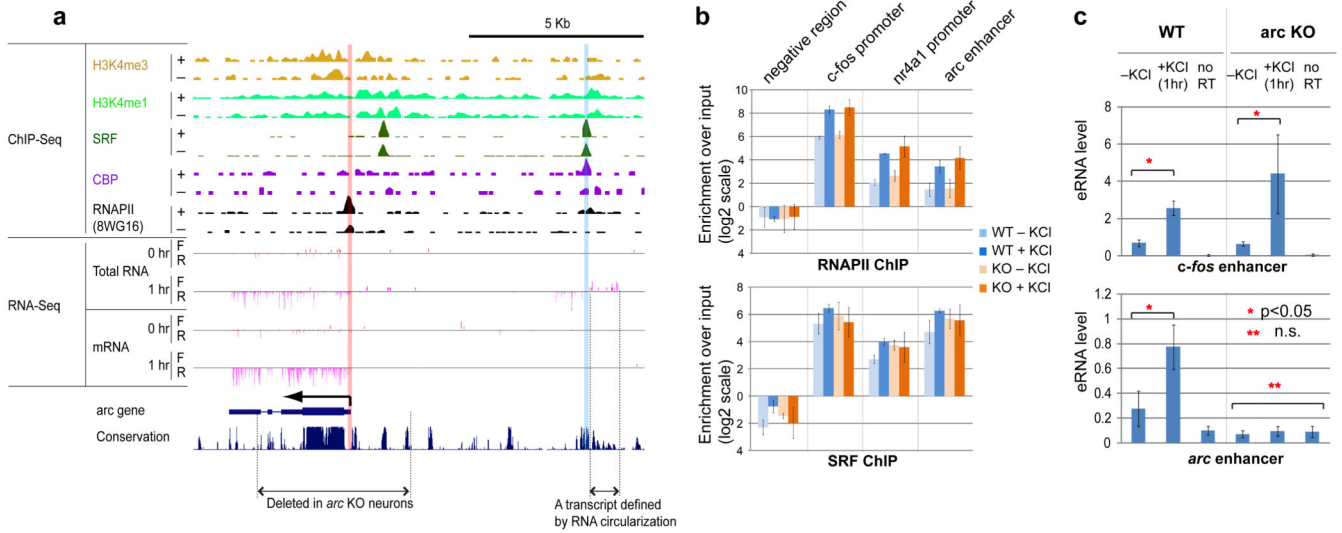 a
5 Kb
ChIP-Seq
H3K4me3
+
–
H3K4me1
+
–
SRF
+
–
CBP
+
–
RNAPII
(8WG16)
+
–
RNA-Seq
Total RNA
0 hr
F
R
1 hr
F
R
mRNA
0 hr
F
R
1 hr
F
R
arc gene
Conservation
Deleted in arc KO neurons
A transcript defined
by RNA circularization
b
negative region
c-fos promoter
nr4a1 promoter
arc enhancer
Enrichment over input
(log2 scale)
10
8
6
4
2
0
2
4
RNAPII ChIP
WT – KCl
WT + KCl
KO – KCl
KO + KCl
Enrichment over input
(log2 scale)
8
6
4
2
0
2
4
SRF ChIP
c
WT
arc KO
–KCl
+KCl
(1hr)
no
RT
–KCl
+KCl
(1hr)
no
RT
eRNA level
8
6
4
2
0
*
*
c-fos enhancer
eRNA level
1.2
1
0.8
0.6
0.4
0.2
0
*
* p<0.05
** n.s.
**
arc enhancer